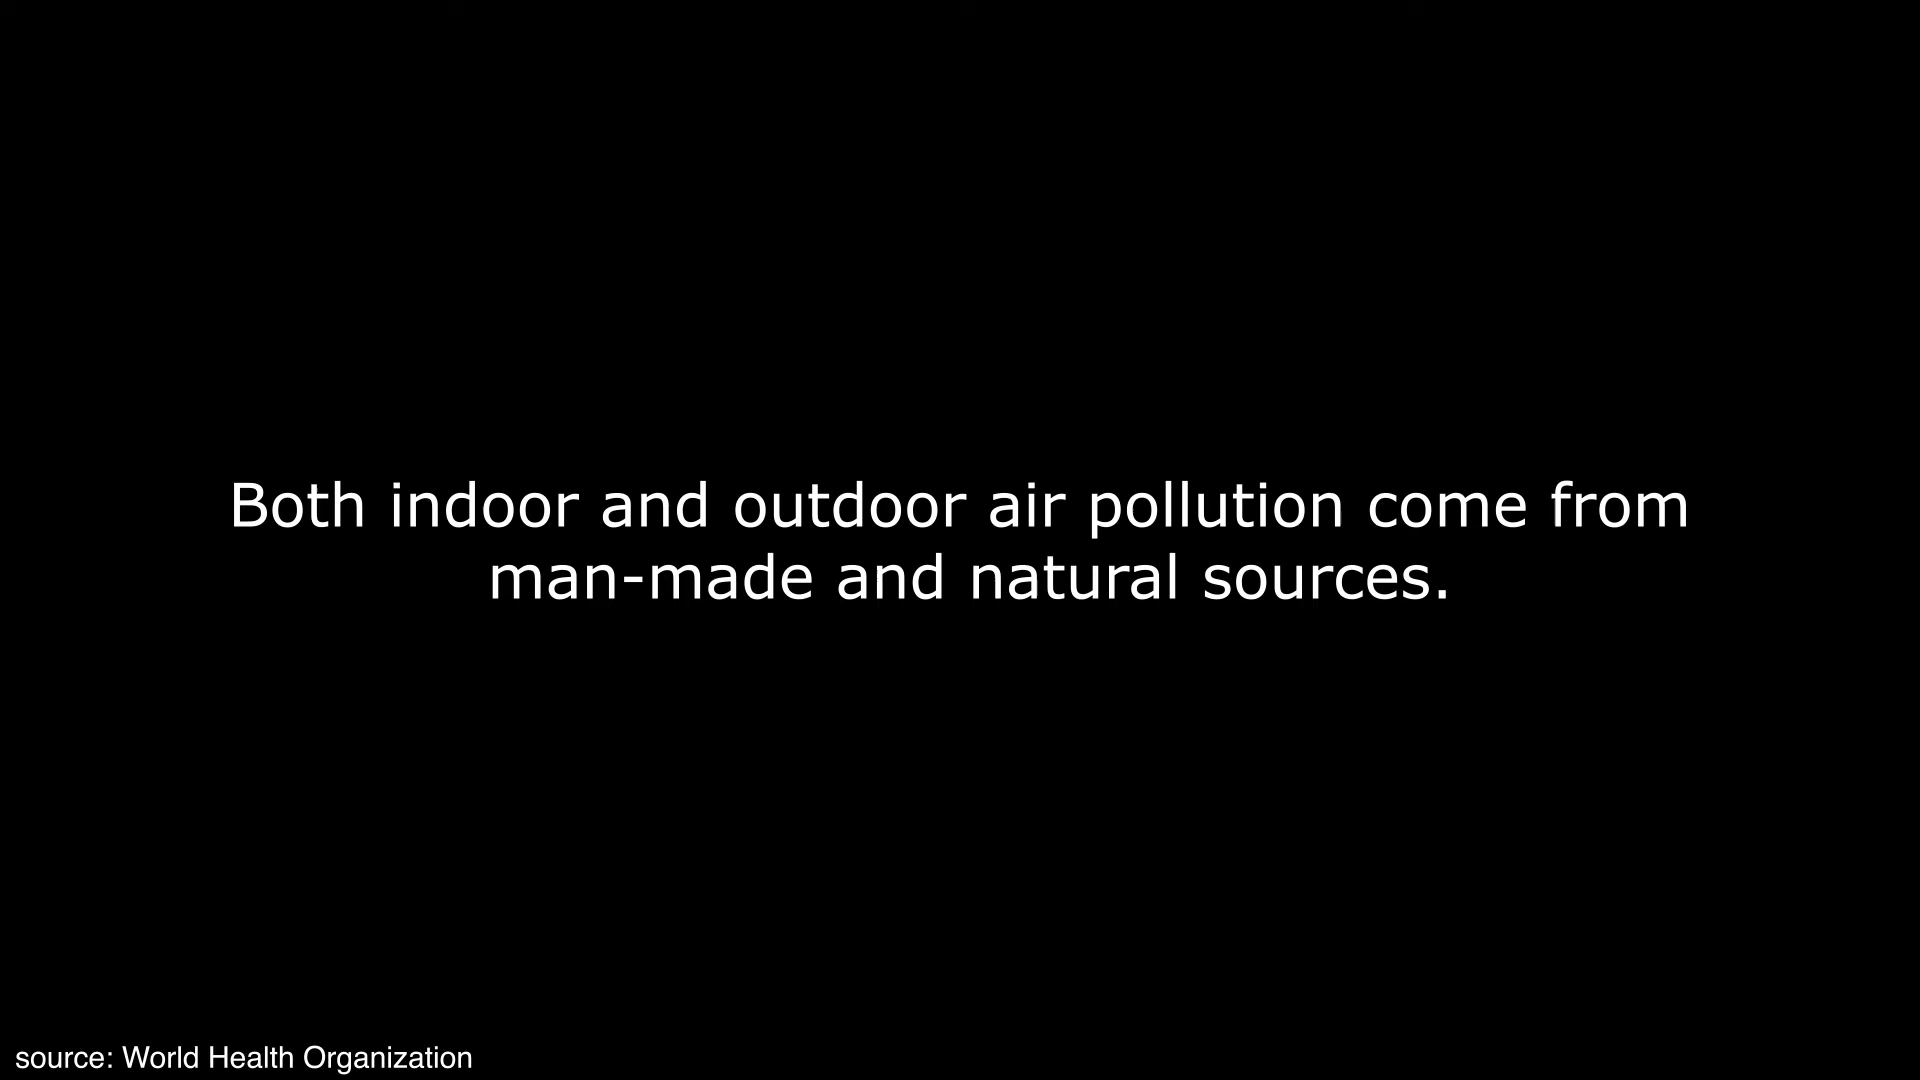 Both indoor and outdoor air pollution come from
man-made and natural sources.
source: World Health Organization